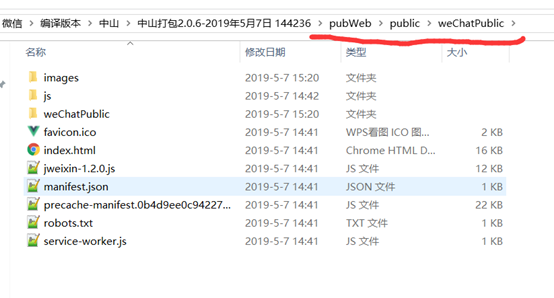 微信 > 编译版本 > 中山 > 中山打包2.0.6-2019年5月7日 144236 > pubWeb > public > weChatPublic >
名称 修改日期 类型 大小
images 2019-5-7 15:20 文件夹
js 2019-5-7 14:42 文件夹
weChatPublic 2019-5-7 15:20 文件夹
favicon.ico 2019-5-7 14:41 WPS看图 ICO 图... 2 KB
index.html 2019-5-7 14:41 Chrome HTML D... 16 KB
jweixin-1.2.0.js 2019-5-7 14:41 JS 文件 12 KB
manifest.json 2019-5-7 14:41 JSON 文件 1 KB
precache-manifest.0b4d9ee0c94227... 2019-5-7 14:41 JS 文件 22 KB
robots.txt 2019-5-7 14:41 TXT 文件 1 KB
service-worker.js 2019-5-7 14:41 JS 文件 1 KB